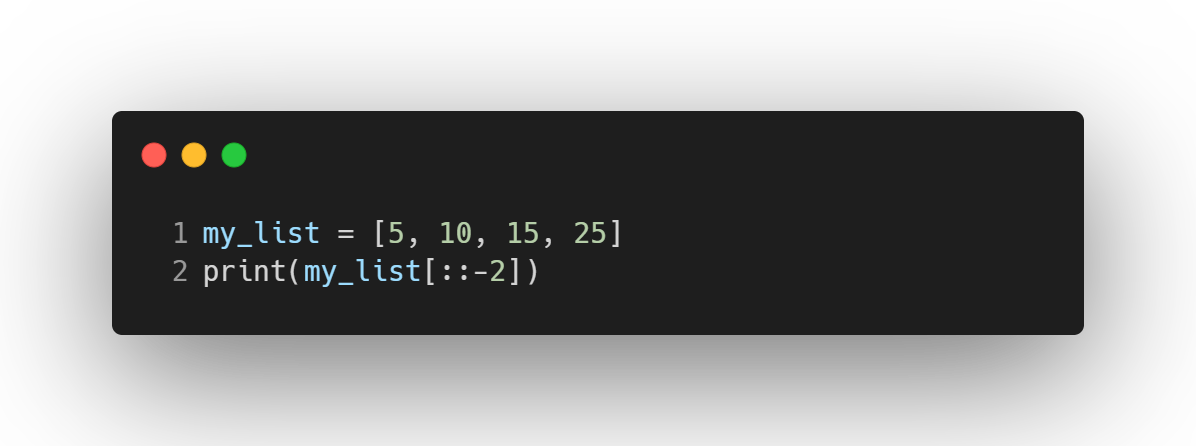 1 my_list = [5, 10, 15, 25]
2 print(my_list[::-2])